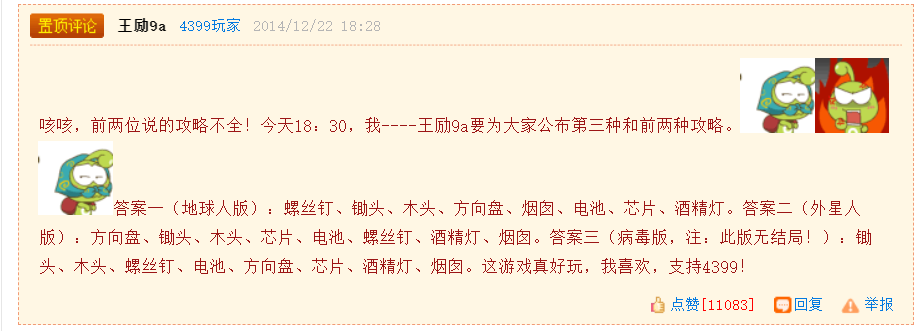 置顶评论 王励9a 4399玩家 2014/12/22 18:28
咳咳，前两位说的攻略不全！今天18：30，我----王励9a要为大家公布第三种和前两种攻略。
答案一（地球人版）：螺丝钉、锄头、木头、方向盘、烟囱、电池、芯片、酒精灯。答案二（外星人
版）：方向盘、锄头、木头、芯片、电池、螺丝钉、酒精灯、烟囱。答案三（病毒版，注：此版无结局！）：锄
头、木头、螺丝钉、电池、方向盘、芯片、酒精灯、烟囱。这游戏真好玩，我喜欢，支持4399！
点赞[11083] 回复 举报